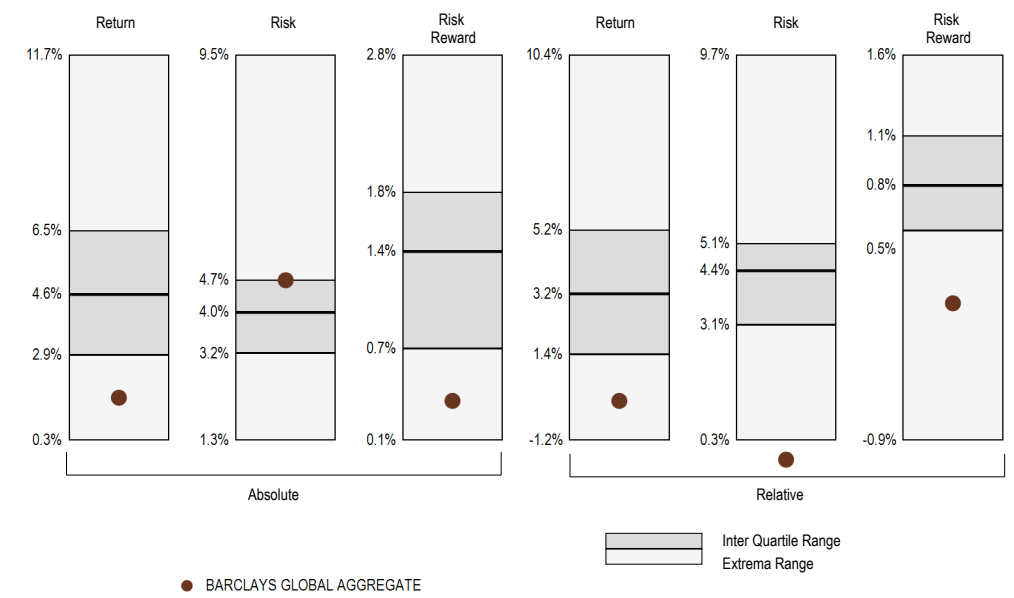 Return
Risk
Risk
Reward
Return
Risk
Risk
Reward
11.7%
6.5%
4.6%
2.9%
0.3%
9.5%
4.7%
4.0%
3.2%
1.3%
2.8%
1.8%
1.4%
0.7%
0.1%
10.4%
5.2%
3.2%
1.4%
-1.2%
9.7%
5.1%
4.4%
3.1%
0.3%
1.6%
1.1%
0.8%
0.5%
-0.9%
Absolute
Relative
Inter Quartile Range
Extrema Range
BARCLAYS GLOBAL AGGREGATE